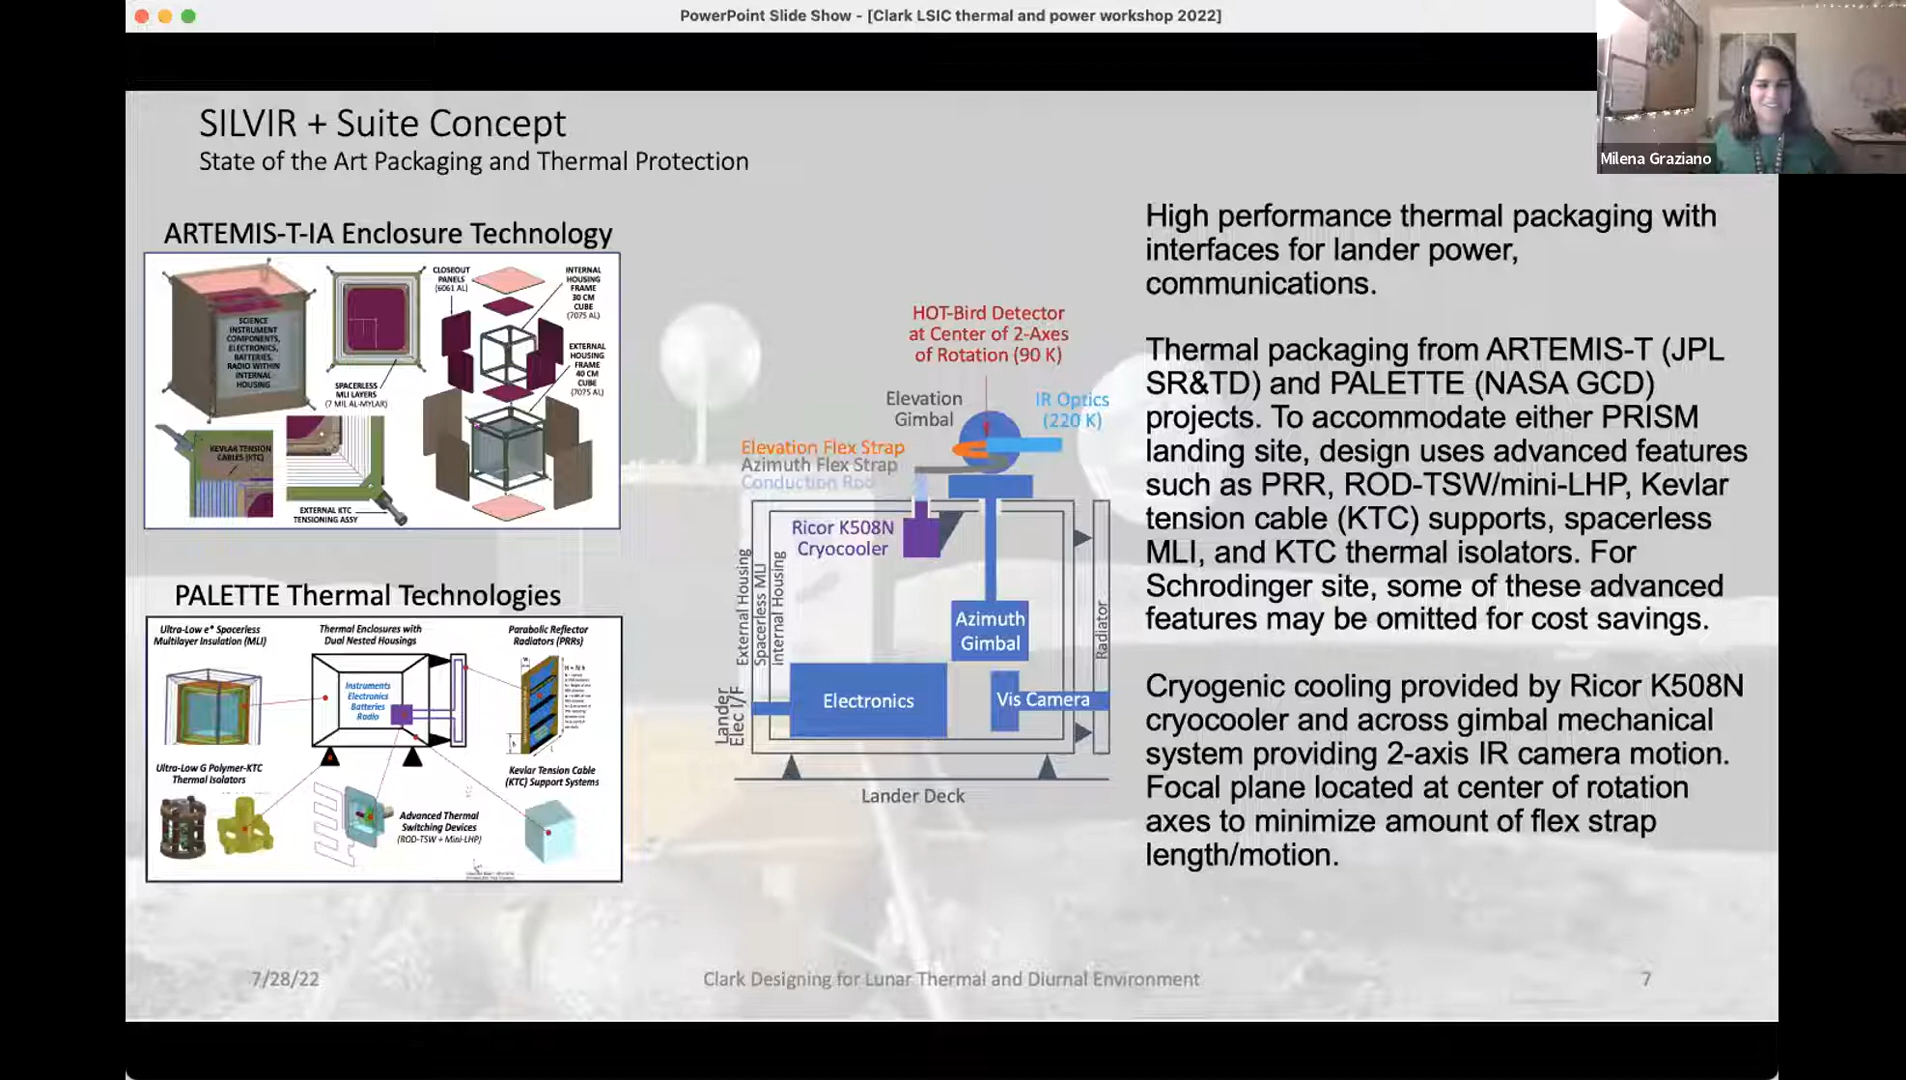 PowerPoint Slide Show - [Clark LSIC thermal and power workshop 2022]
Milena Graziano
SILVIR + Suite Concept
State of the Art Packaging and Thermal Protection
ARTEMIS-T-IA Enclosure Technology
SCIENCE
INSTRUMENT
COMPONENTS,
ELECTRONICS,
BATTERIES,
RADIO WITHIN
INTERNAL
HOUSING
SPACERLESS
MLI LAYERS
(7 MIL AL-MYLAR)
CLOSEOUT
PANELS
(6061 AL)
INTERNAL
HOUSING
FRAME
30 CM
CUBE
(7075 AL)
EXTERNAL
HOUSING
FRAME
40 CM
CUBE
(7075 AL)
KEVLAR TENSION
CABLES (KTC)
EXTERNAL KTC
TENSIONING ASSY
PALETTE Thermal Technologies
Ultra-Low e* Spacerless
Multilayer Insulation (MLI)
Thermal Enclosures with
Dual Nested Housings
Parabolic Reflector
Radiators (PRRs)
Instruments
Electronics
Batteries
Radio
Ultra-Low G Polymer-KTC
Thermal Isolators
Kevlar Tension Cable
(KTC) Support Systems
Advanced Thermal
Switching Devices
(ROD-TSW + Mini-LHP)
HOT-Bird Detector
at Center of 2-Axes
of Rotation (90 K)
Elevation
Gimbal
IR Optics
(220 K)
Elevation Flex Strap
Azimuth Flex Strap
Conduction Rod
Ricor K508N
Cryocooler
External Housing
Spacerless MLI
Internal Housing
Azimuth
Gimbal
Radiator
Electronics
Vis Camera
Lander
Elec I/F
Lander Deck
High performance thermal packaging with
interfaces for lander power,
communications.
Thermal packaging from ARTEMIS-T (JPL
SR&TD) and PALETTE (NASA GCD)
projects. To accommodate either PRISM
landing site, design uses advanced features
such as PRR, ROD-TSW/mini-LHP, Kevlar
tension cable (KTC) supports, spacerless
MLI, and KTC thermal isolators. For
Schrodinger site, some of these advanced
features may be omitted for cost savings.
Cryogenic cooling provided by Ricor K508N
cryocooler and across gimbal mechanical
system providing 2-axis IR camera motion.
Focal plane located at center of rotation
axes to minimize amount of flex strap
length/motion.
7/28/22
Clark Designing for Lunar Thermal and Diurnal Environment
7